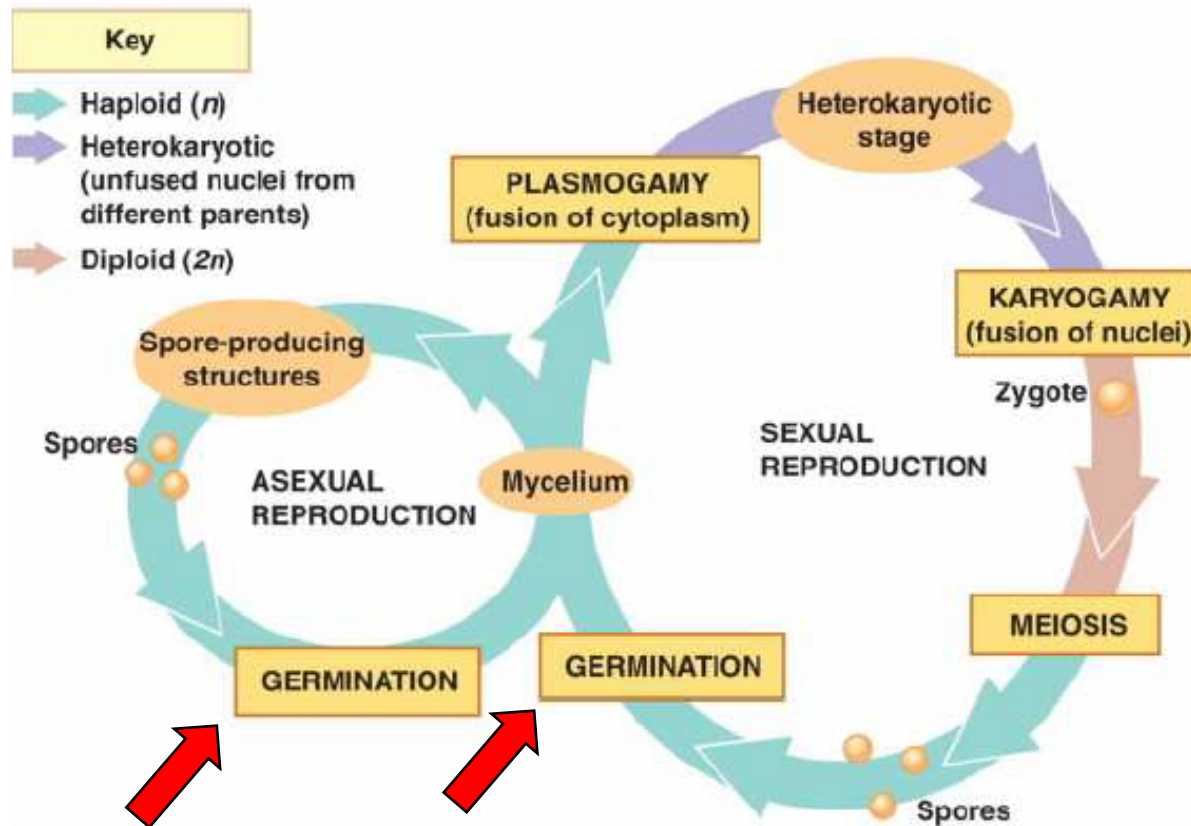 Key
Haploid (n)
Heterokaryotic
(unfused nuclei from
different parents)
Diploid (2n)
Heterokaryotic
stage
PLASMOGAMY
(fusion of cytoplasm)
KARYOGAMY
(fusion of nuclei)
Spore-producing
structures
Zygote
Spores
SEXUAL
REPRODUCTION
ASEXUAL
REPRODUCTION
Mycelium
MEIOSIS
GERMINATION
GERMINATION
Spores